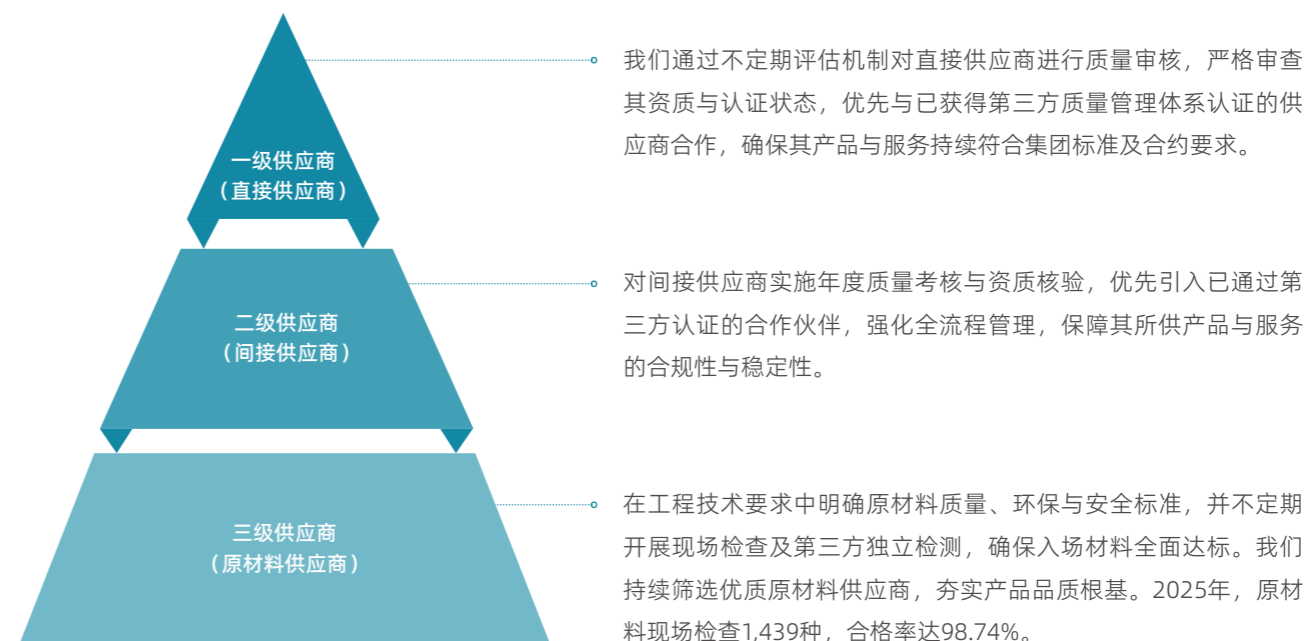 一级供应商
（直接供应商）
我们通过不定期评估机制对直接供应商进行质量审核，严格审查
其资质与认证状态，优先与已获得第三方质量管理体系认证的供
应商合作，确保其产品与服务持续符合集团标准及合约要求。
二级供应商
（间接供应商）
对间接供应商实施年度质量考核与资质核验，优先引入已通过第
三方认证的合作伙伴，强化全流程管理，保障其所供产品与服务
的合规性与稳定性。
三级供应商
（原材料供应商）
在工程技术要求中明确原材料质量、环保与安全标准，并不定期
开展现场检查及第三方独立检测，确保入场材料全面达标。我们
持续筛选优质原材料供应商，夯实产品品质根基。2025年，原材
料现场检查1,439种，合格率达98.74%。